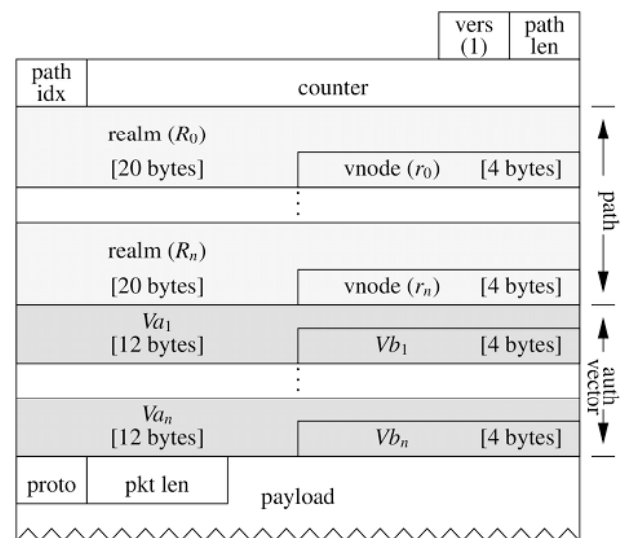 vers path
(1) len
path
idx counter
realm (R0)
[20 bytes] vnode (r0) [4 bytes]
⋮
realm (Rn)
[20 bytes] vnode (rn) [4 bytes]
path
Va1
[12 bytes] Vb1 [4 bytes]
⋮
Van
[12 bytes] Vbn [4 bytes]
auth
vector
proto pkt len
payload